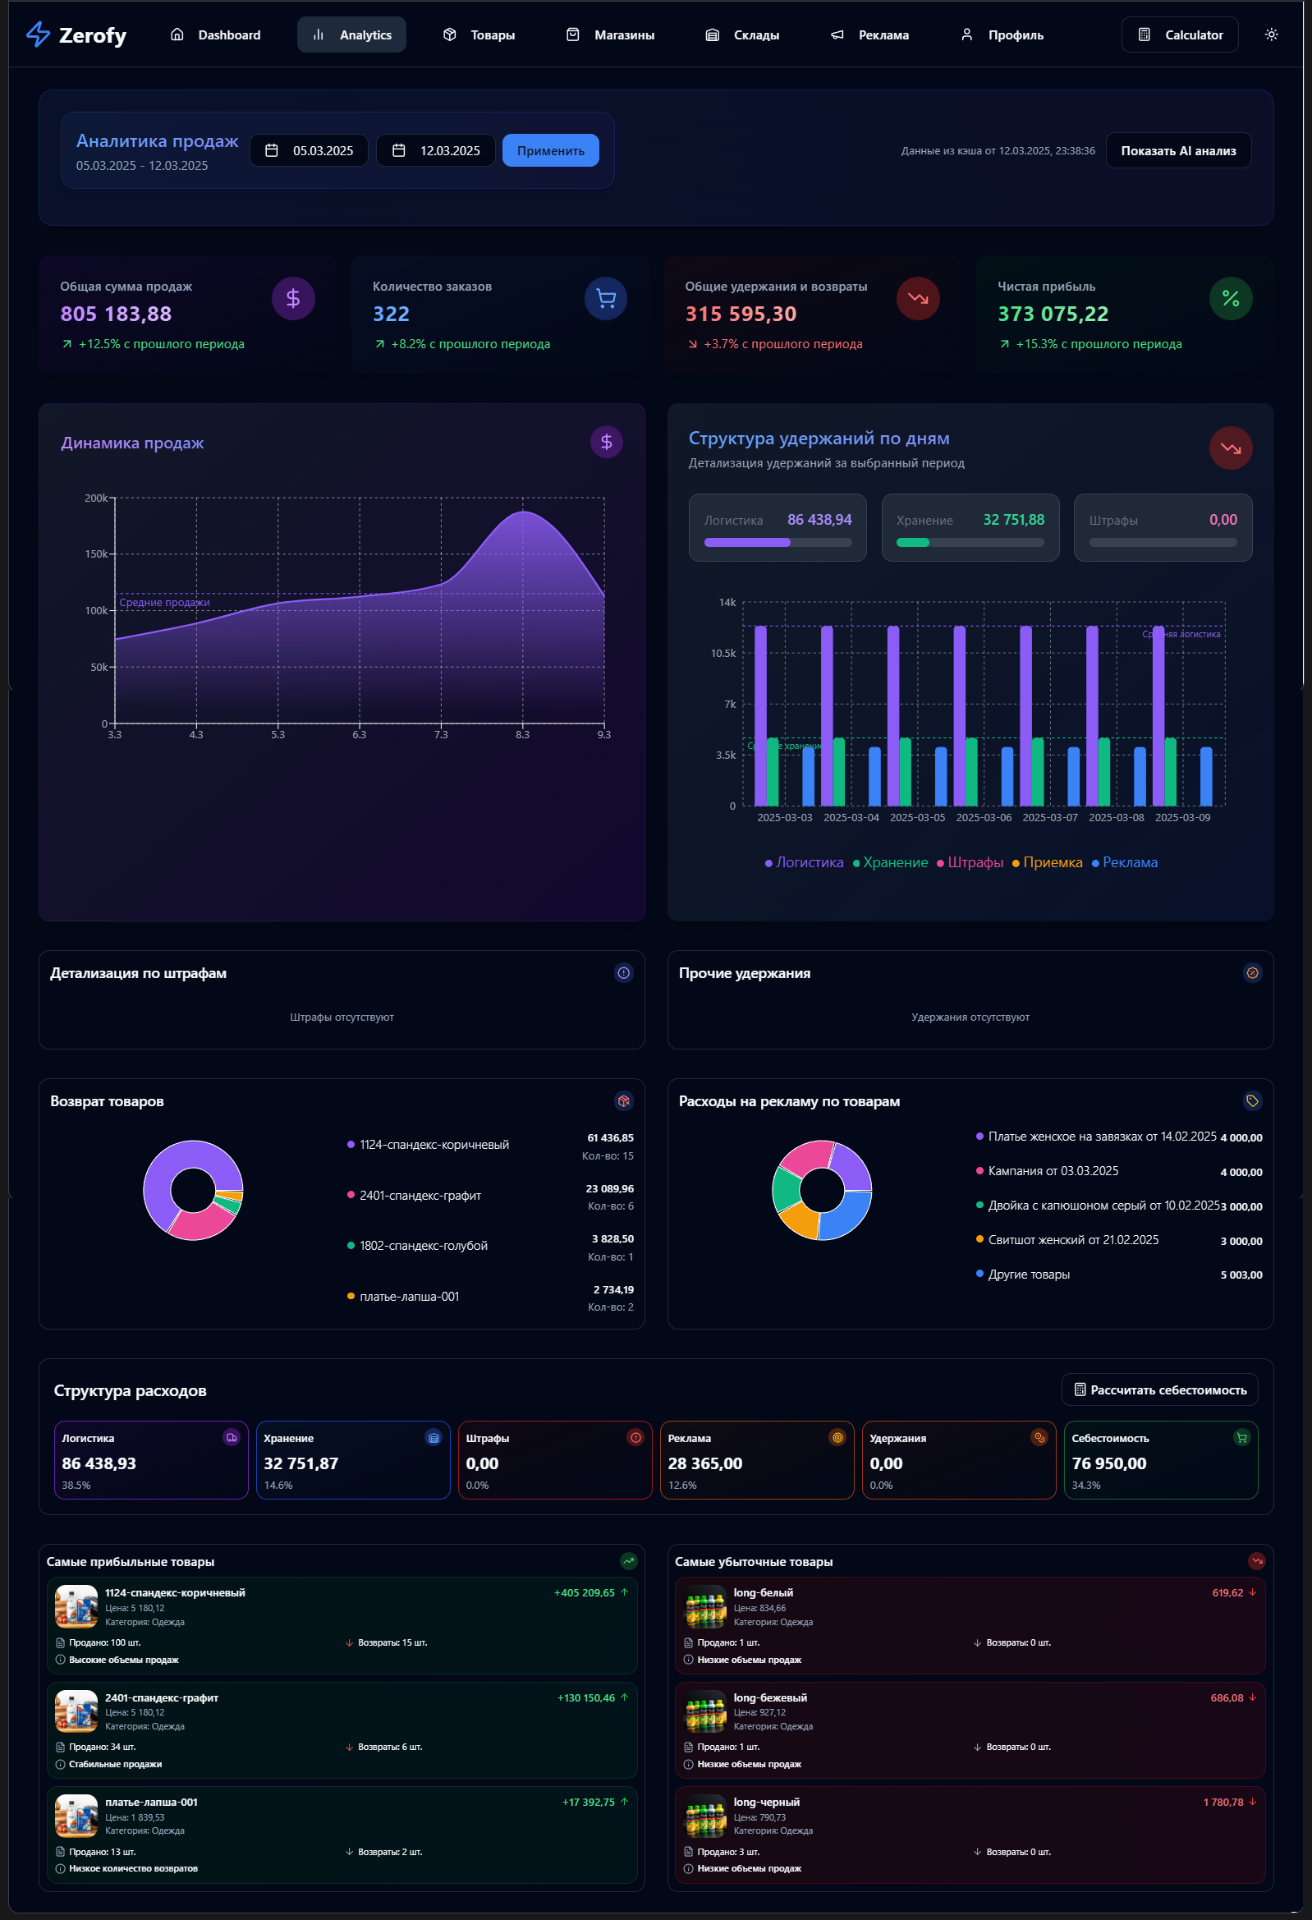 Zerofy
Dashboard
Analytics
Товары
Магазины
Склады
Реклама
Профиль
Calculator
Аналитика продаж
05.03.2025 - 12.03.2025
05.03.2025
12.03.2025
Применить
Данные из кэша от 12.03.2025, 23:38:36
Показать AI анализ
Общая сумма продаж
805 183,88
+12.5% с прошлого периода
Количество заказов
322
+8.2% с прошлого периода
Общие удержания и возвраты
315 595,30
+3.7% с прошлого периода
Чистая прибыль
373 075,22
+15.3% с прошлого периода
Динамика продаж
200k
150k
100k
50k
0
Средние продажи
3.3
4.3
5.3
6.3
7.3
8.3
9.3
Структура удержаний по дням
Детализация удержаний за выбранный период
Логистика 86 438,94
Хранение 32 751,88
Штрафы 0,00
14k
10.5k
7k
3.5k
0
Средняя логистика
2025-03-03
2025-03-04
2025-03-05
2025-03-06
2025-03-07
2025-03-08
2025-03-09
Логистика
Хранение
Штрафы
Приемка
Реклама
Детализация по штрафам
Штрафы отсутствуют
Прочие удержания
Удержания отсутствуют
Возврат товаров
1124-спандекс-коричневый
61 436,85
Кол-во: 15
2401-спандекс-графит
23 089,96
Кол-во: 6
1802-спандекс-голубой
3 828,50
Кол-во: 1
платье-лапша-001
2 734,19
Кол-во: 2
Расходы на рекламу по товарам
Платье женское на завязках от 14.02.2025 4 000,00
Кампания от 03.03.2025 4 000,00
Двойка с капюшоном серый от 10.02.2025 3 000,00
Свитшот женский от 21.02.2025 3 000,00
Другие товары 5 003,00
Структура расходов
Рассчитать себестоимость
Логистика
86 438,93
38.5%
Хранение
32 751,87
14.6%
Штрафы
0,00
0.0%
Реклама
28 365,00
12.6%
Удержания
0,00
0.0%
Себестоимость
76 950,00
34.3%
Самые прибыльные товары
1124-спандекс-коричневый
+405 209,65
Цена: 5 180,12
Категория: Одежда
Продано: 100 шт.
Возвраты: 15 шт.
Высокие объемы продаж
2401-спандекс-графит
+130 150,46
Цена: 5 180,12
Категория: Одежда
Продано: 34 шт.
Возвраты: 6 шт.
Стабильные продажи
платье-лапша-001
+17 392,75
Цена: 1 839,53
Категория: Одежда
Продано: 13 шт.
Возвраты: 2 шт.
Низкое количество возвратов
Самые убыточные товары
long-белый
619,62
Цена: 834,66
Категория: Одежда
Продано: 1 шт.
Возвраты: 0 шт.
Низкие объемы продаж
long-бежевый
686,08
Цена: 927,12
Категория: Одежда
Продано: 1 шт.
Возвраты: 0 шт.
Низкие объемы продаж
long-черный
1 780,78
Цена: 790,73
Категория: Одежда
Продано: 3 шт.
Возвраты: 0 шт.
Низкие объемы продаж